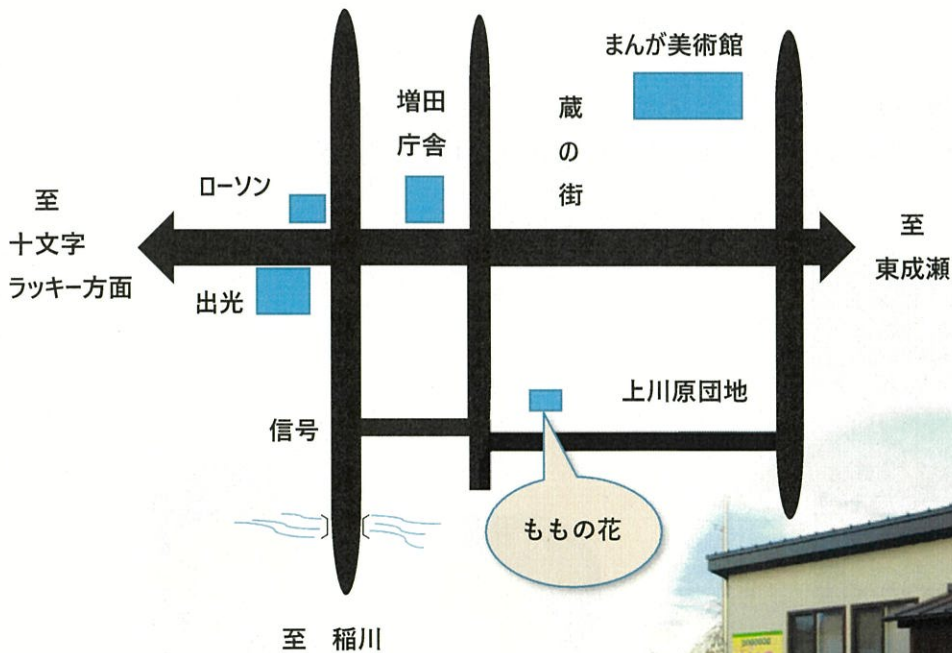 まんが美術館
増田
庁舎
蔵の街
ローソン
至
十文字
ラッキー方面
至
東成瀬
出光
上川原団地
信号
ももの花
至 稲川